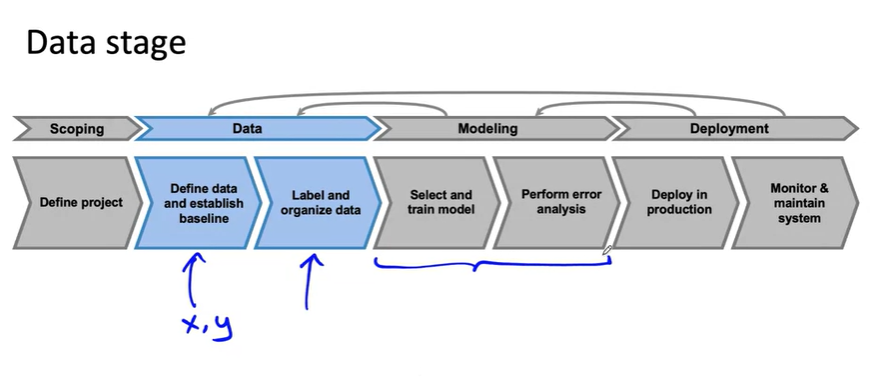 Data stage
Scoping
Data
Modeling
Deployment
Define project
Define data
and establish
baseline
Label and
organize data
Select and
train model
Perform error
analysis
Deploy in
production
Monitor &
maintain
system
x, y